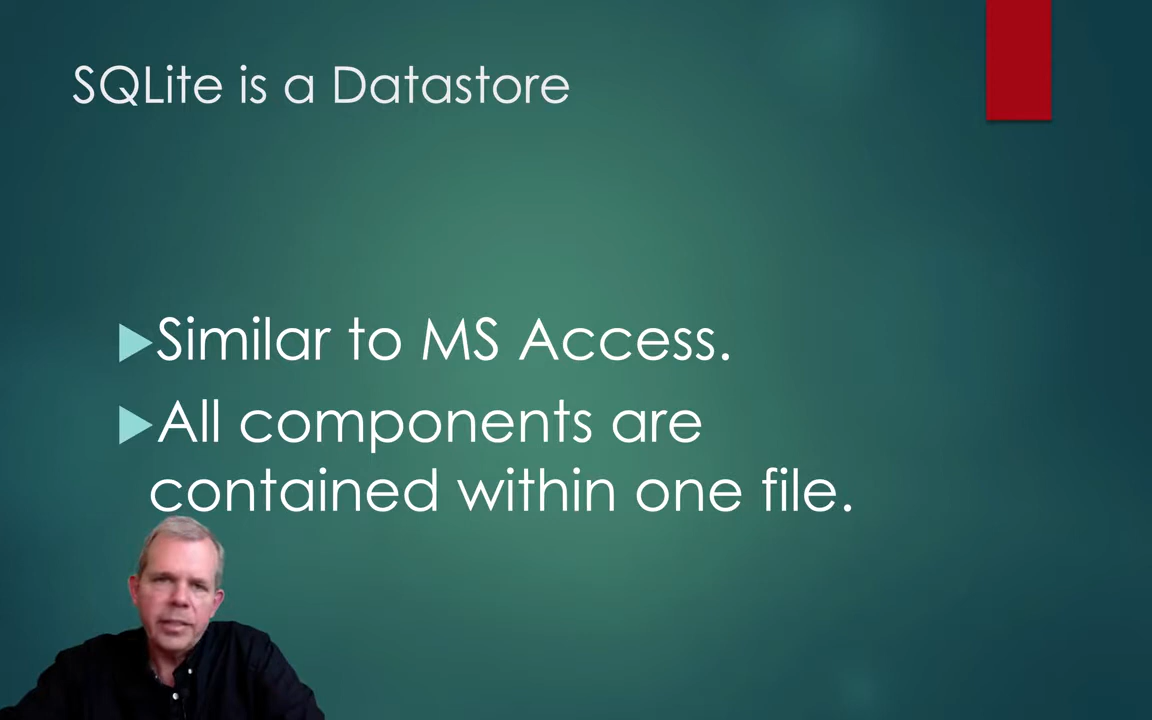 SQLite is a Datastore
Similar to MS Access.
All components are
contained within one file.